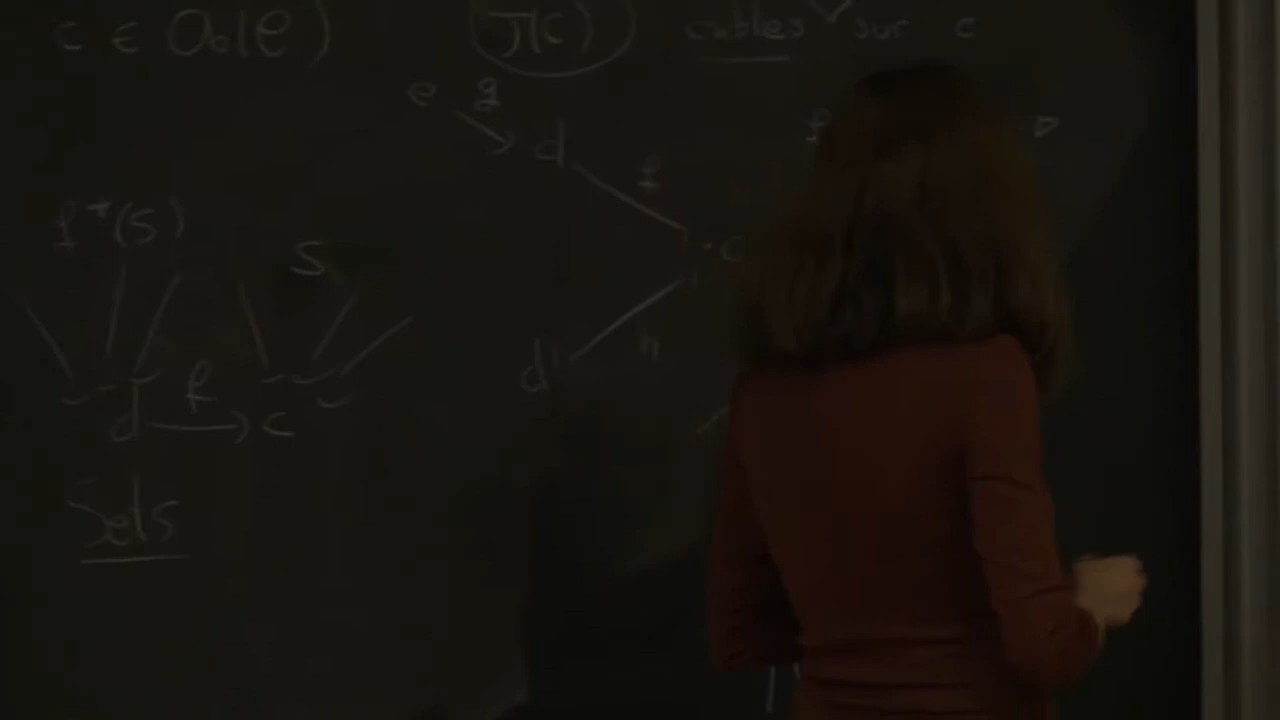 c ∈ Ob(C)) J(c) cribles sur c
e g d f c
f*(S) S
h d'
d f c
Sets